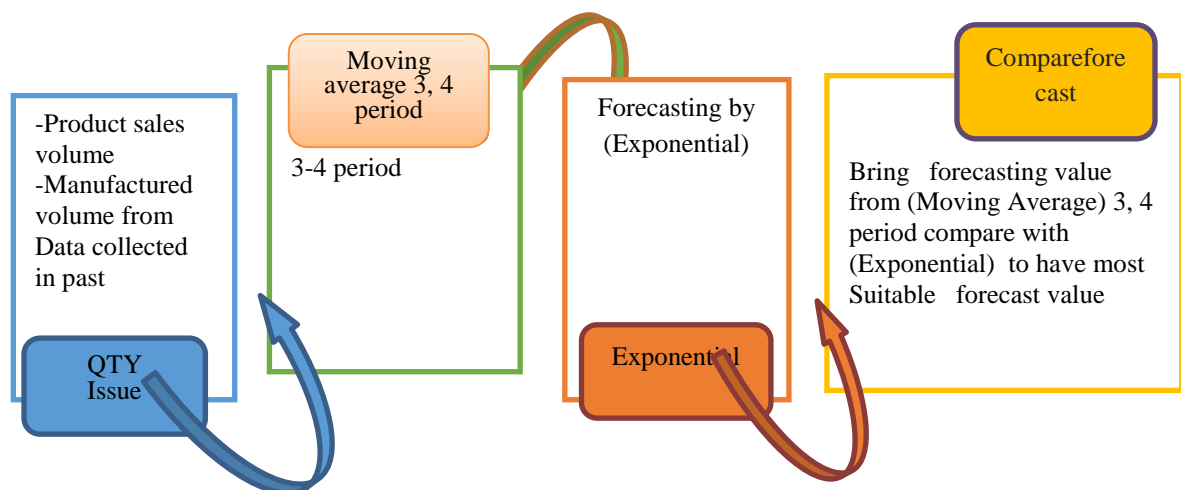 -Product sales
volume
-Manufactured
volume from
Data collected
in past
QTY
Issue
Moving
average 3, 4
period
3-4 period
Forecasting by
(Exponential)
Exponential
Comparefore
cast
Bring forecasting value
from (Moving Average) 3, 4
period compare with
(Exponential) to have most
Suitable forecast value